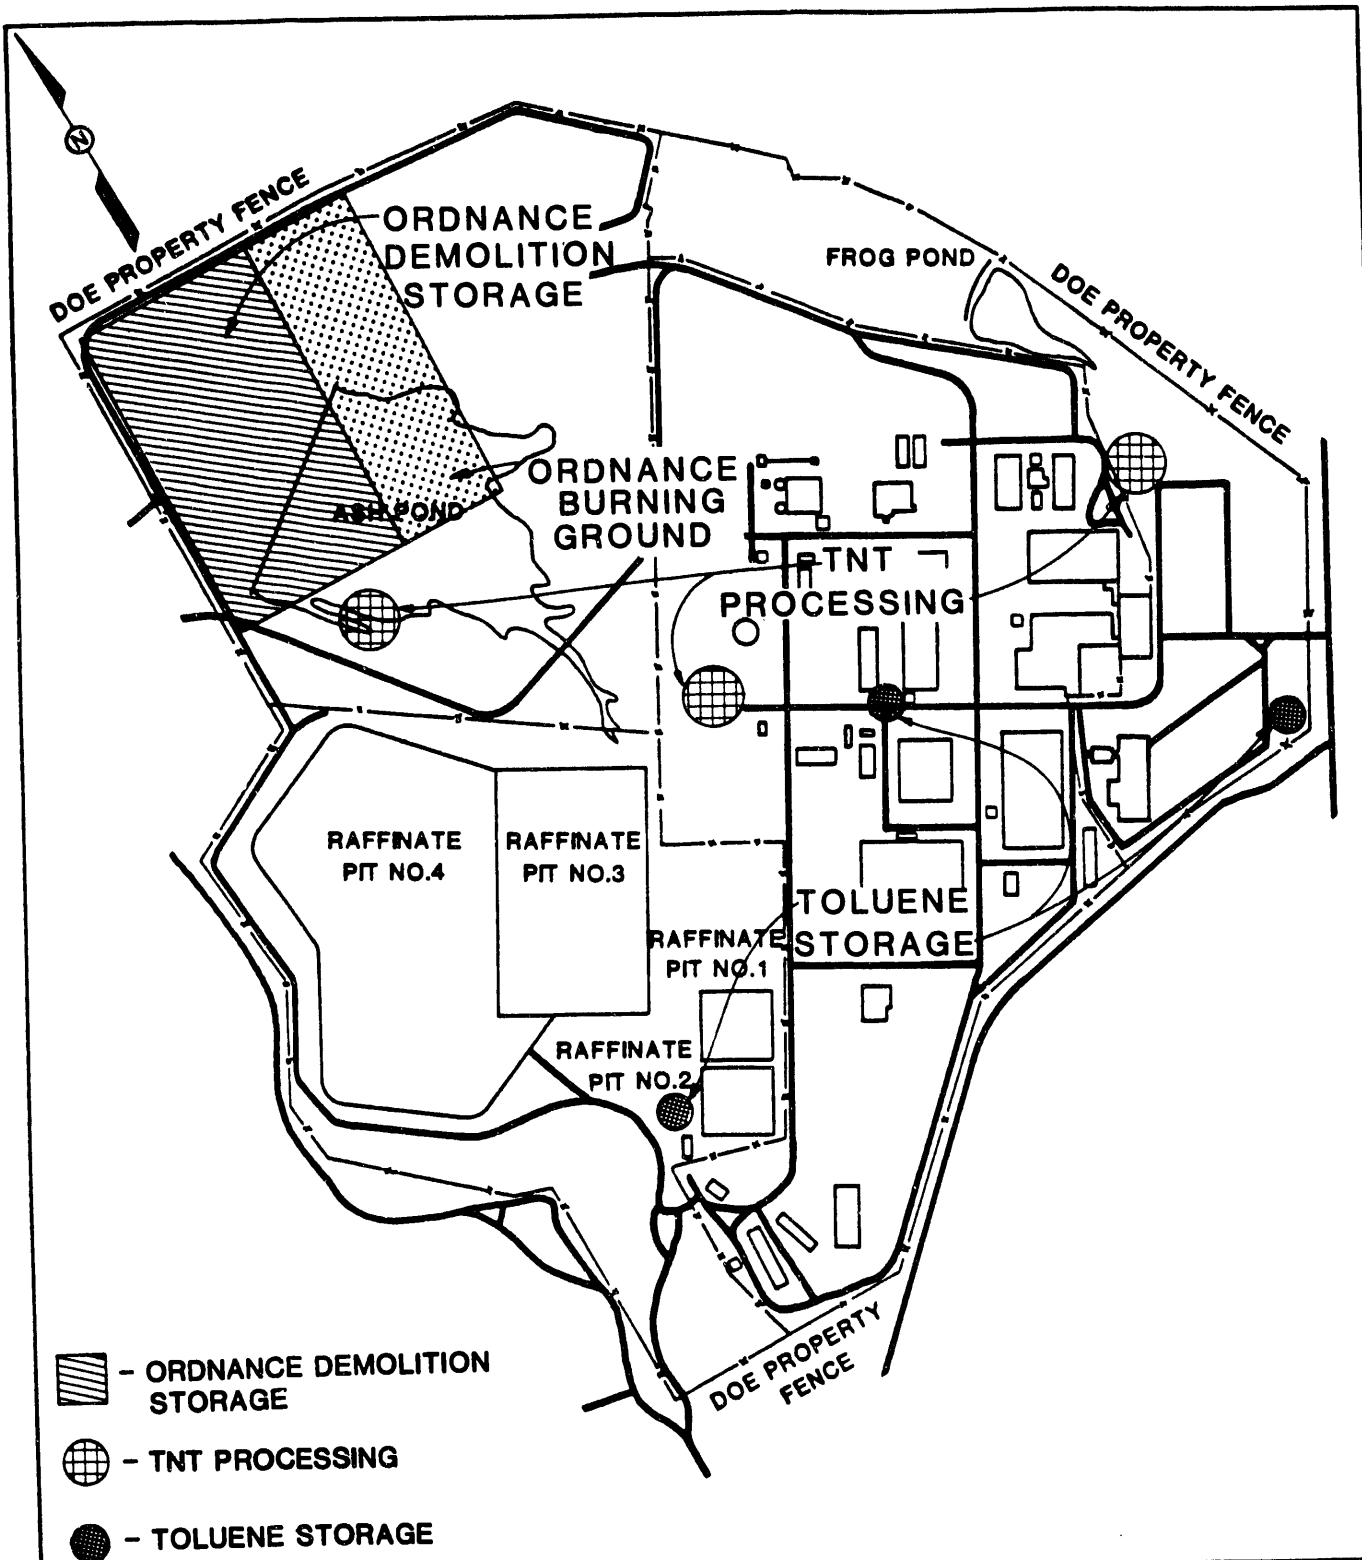 N
DOE PROPERTY FENCE
ORDNANCE
DEMOLITION
STORAGE
FROG POND
DOE PROPERTY FENCE
ORDNANCE
BURNING
GROUND
ASH POND
TNT
PROCESSING
RAFFINATE
PIT NO.4
RAFFINATE
PIT NO.3
TOLUENE
STORAGE
RAFFINATE
PIT NO.1
RAFFINATE
PIT NO.2
DOE PROPERTY
FENCE
- ORDNANCE DEMOLITION
STORAGE
- TNT PROCESSING
- TOLUENE STORAGE